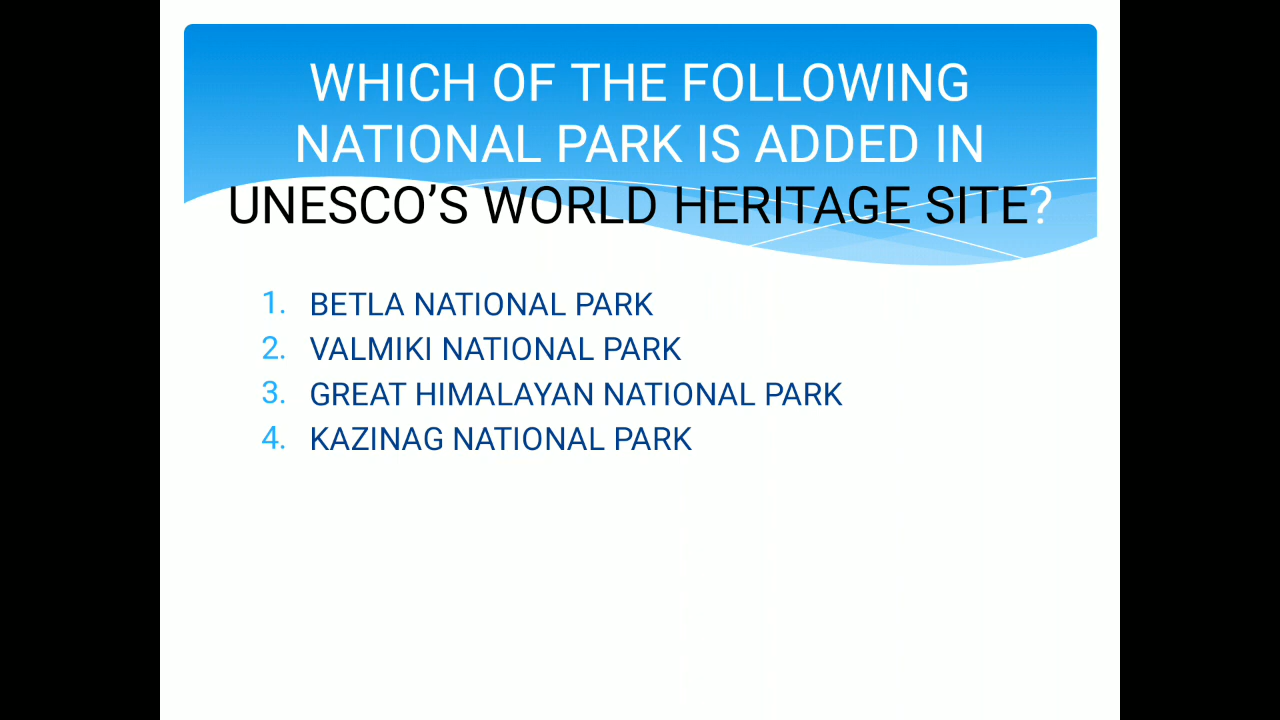 WHICH OF THE FOLLOWING
NATIONAL PARK IS ADDED IN
UNESCO’S WORLD HERITAGE SITE?
1. BETLA NATIONAL PARK
2. VALMIKI NATIONAL PARK
3. GREAT HIMALAYAN NATIONAL PARK
4. KAZINAG NATIONAL PARK